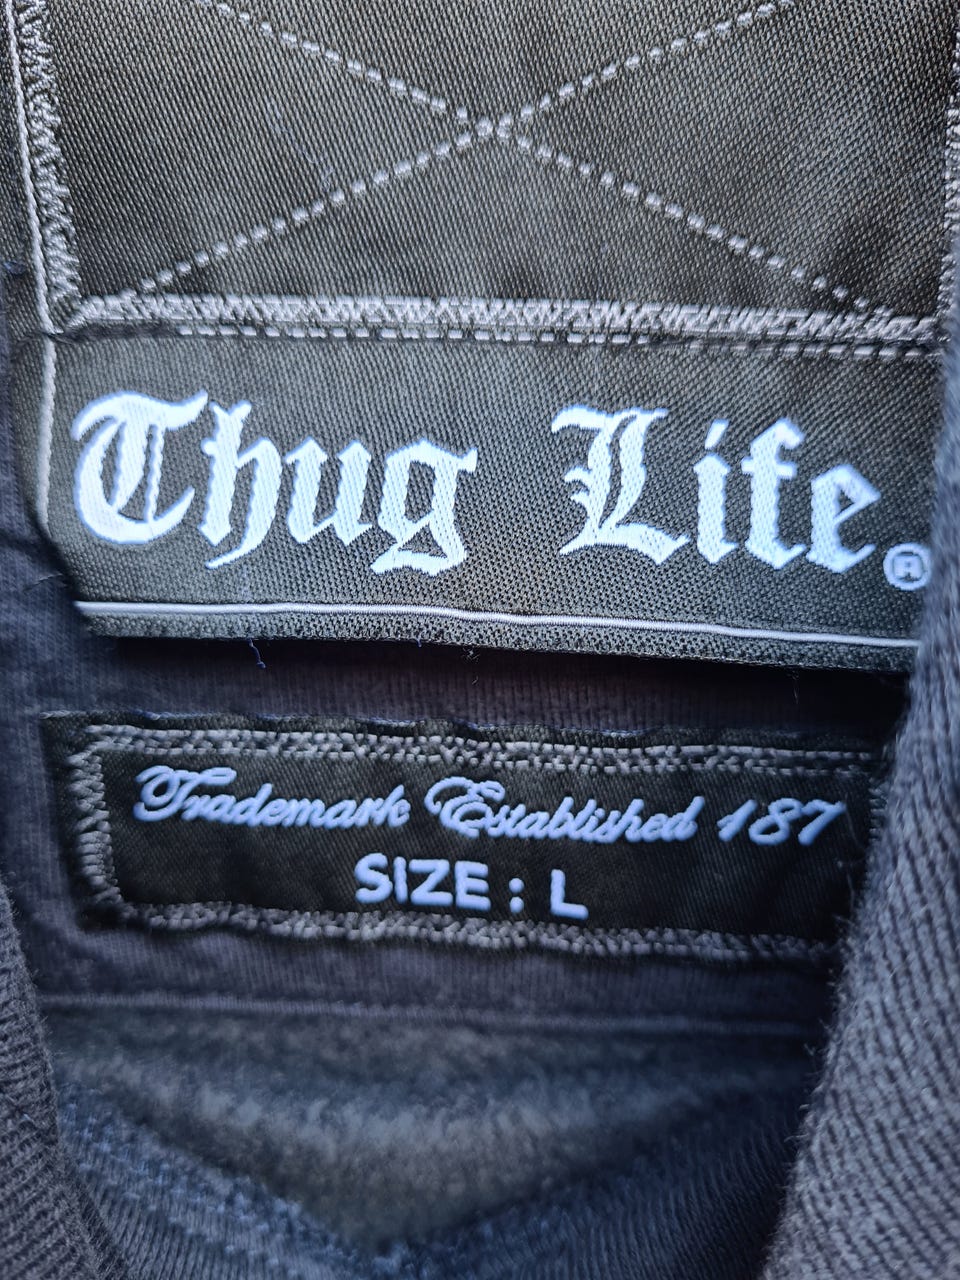 Thug Life®
Trademark Established 187
SIZE: L